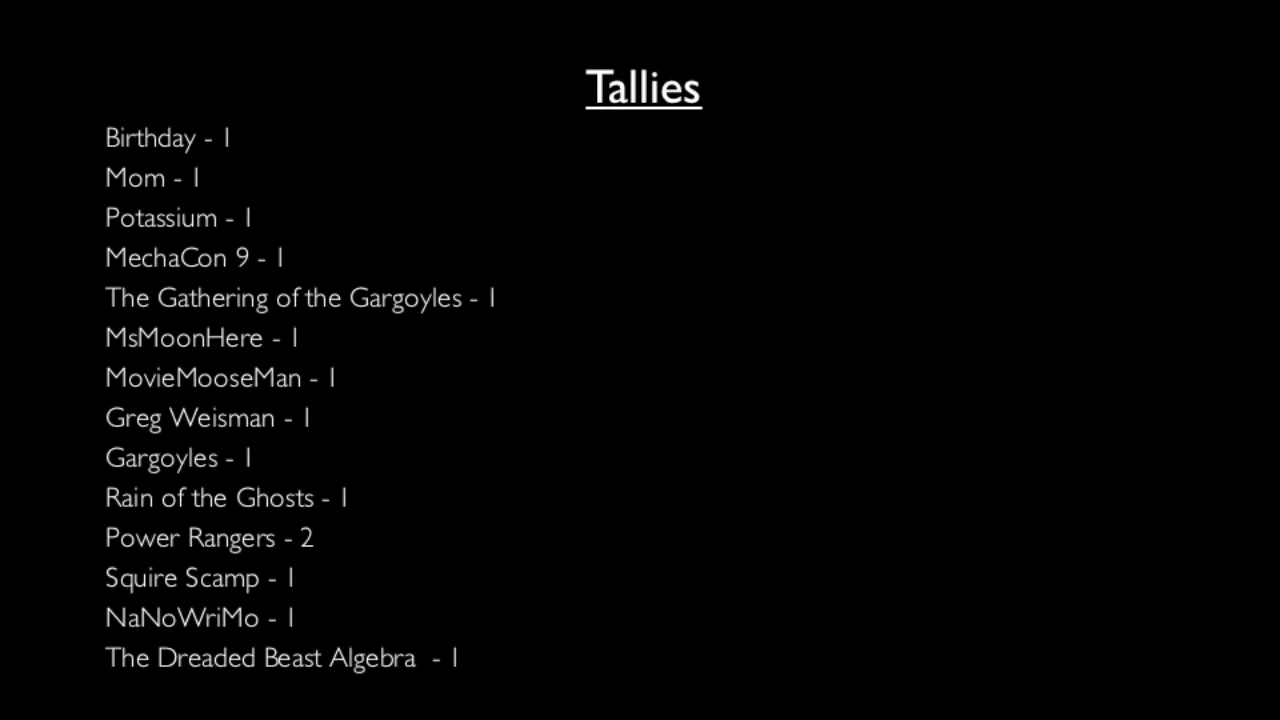 Tallies
Birthday - 1
Mom - 1
Potassium - 1
MechaCon 9 - 1
The Gathering of the Gargoyles - 1
MsMoonHere - 1
MovieMooseMan - 1
Greg Weisman - 1
Gargoyles - 1
Rain of the Ghosts - 1
Power Rangers - 2
Squire Scamp - 1
NaNoWriMo - 1
The Dreaded Beast Algebra  - 1